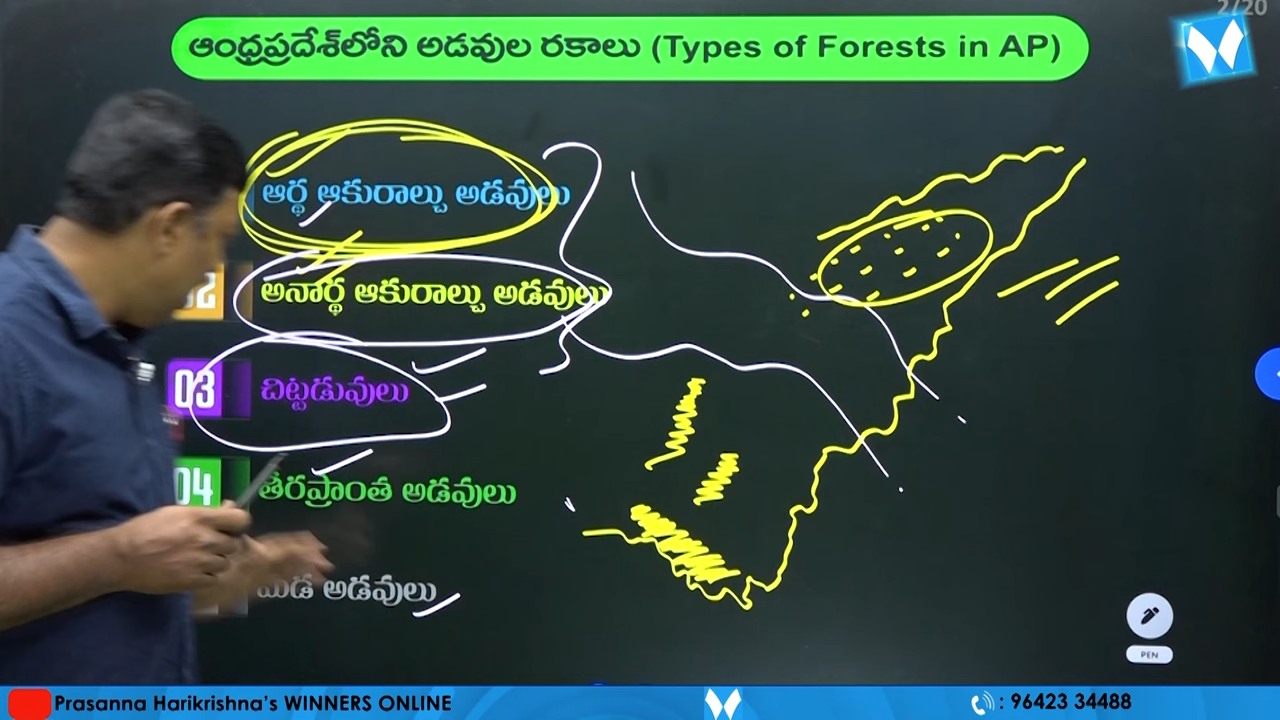 2/20
ఆంధ్రప్రదేశ్‌లోని అడవుల రకాలు (Types of Forests in AP)
ఆర్థ ఆకురాల్చు అడవులు
అనార్థ ఆకురాల్చు అడవులు
03 చిట్టడువులు
04 తీరప్రాంత అడవులు
అడవులు
PEN
Prasanna Harikrishna's WINNERS ONLINE
W
: 96423 34488